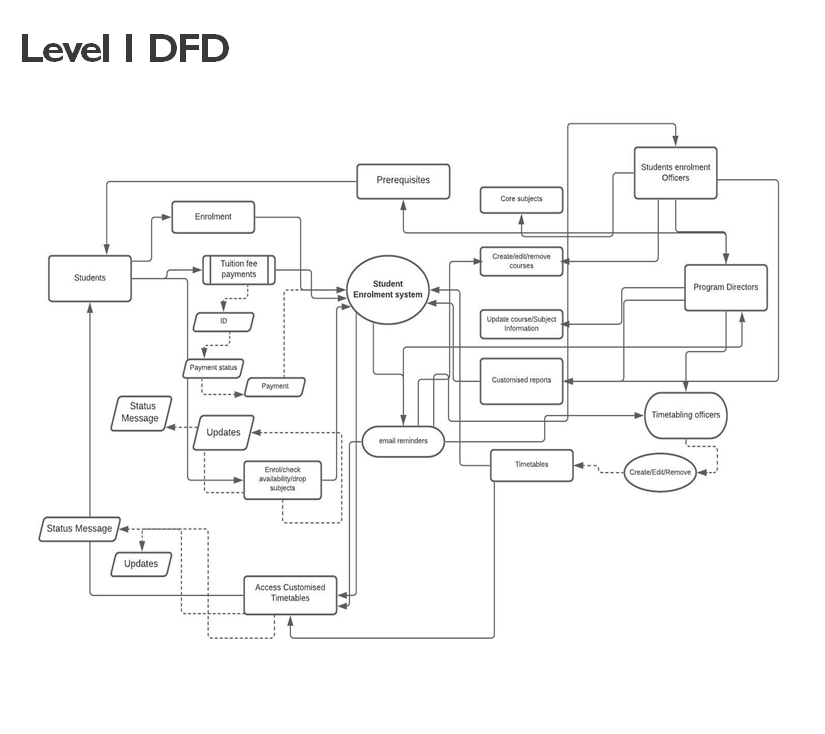 Level 1 DFD
Students enrolment
Officers
Prerequisites
Core subjects
Enrolment
Tuition fee
payments
Create/edit/remove
courses
Students
Student
Enrolment system
Program Directors
ID
Update course/Subject
Information
Payment status
Payment
Customised reports
Status
Message
Updates
Timetabling officers
email reminders
Enrol/check
availability/drop
subjects
Timetables
Create/Edit/Remove
Status Message
Updates
Access Customised
Timetables